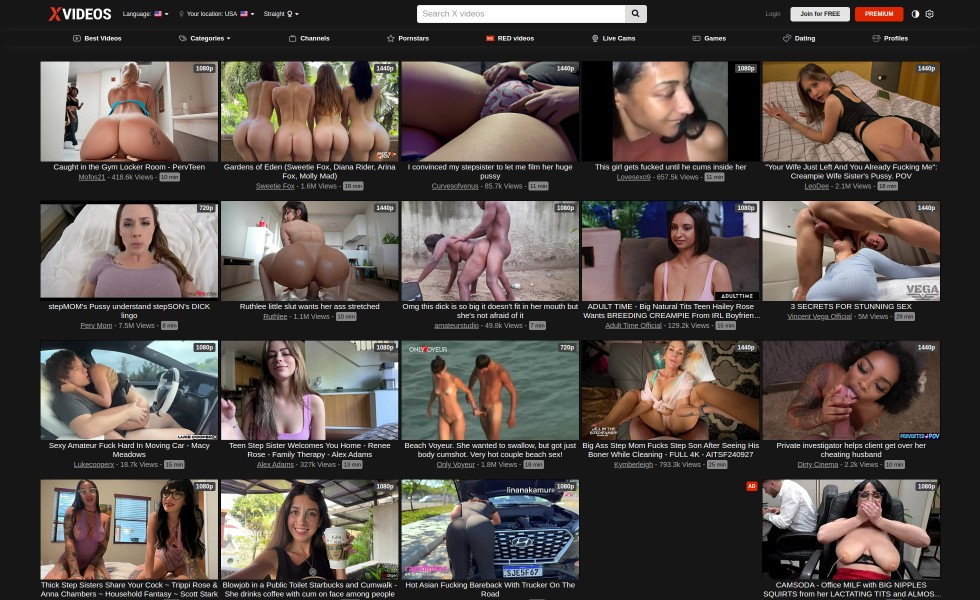 XVIDEOS
Language:
Your location: USA
Straight
Search X videos
Login
Join for FREE
PREMIUM
Best Videos
Categories
Channels
Pornstars
RED videos
Live Cams
Games
Dating
Profiles
1080p
1440p
1440p
1080p
1440p
Caught in the Gym Locker Room - PervTeen
Mofos21 - 418.6k Views - 10 min
Gardens of Eden (Sweetie Fox, Diana Rider, Arina
Fox, Molly Mad)
Sweetie Fox - 1.6M Views - 18 min
I convinced my stepsister to let me film her huge
pussy
Curvesofvenus - 85.7k Views - 11 min
This girl gets fucked until he cums inside her
Lovesexo9 - 657.5k Views - 11 min
"Your Wife Just Left And You Already Fucking Me":
Creampie Wife Sister's Pussy. POV
LeoDee - 2.1M Views - 18 min
720p
1440p
1080p
1080p
1440p
ADULT TIME
VEGA
stepMOM's Pussy understand stepSON's DICK
lingo
Perv Mom - 7.5M Views - 8 min
Ruthlee little slut wants her ass stretched
Ruthlee - 1.1M Views - 10 min
Omg this dick is so big it doesn't fit in her mouth but
she's not afraid of it
amateurstudio - 49.8k Views - 7 min
ADULT TIME - Big Natural Tits Teen Hailey Rose
Wants BREEDING CREAMPIE From IRL Boyfrien...
Adult Time Official - 129.2k Views - 15 min
3 SECRETS FOR STUNNING SEX
Vincent Vega Official - 5M Views - 29 min
1080p
1080p
ONLY VOYEUR
720p
1440p
1440p
LUKE COOPERX
PERVERTED POV
Sexy Amateur Fuck Hard In Moving Car - Macy
Meadows
Lukecooperx - 18.7k Views - 15 min
Teen Step Sister Welcomes You Home - Renee
Rose - Family Therapy - Alex Adams
Alex Adams - 327k Views - 13 min
Beach Voyeur. She wanted to swallow, but got just
body cumshot. Very hot couple beach sex!
Only Voyeur - 1.8M Views - 18 min
Big Ass Step Mom Fucks Step Son After Seeing His
Boner While Cleaning - FULL 4K - AITSF240927
Kymberleigh - 793.3k Views - 25 min
Private investigator helps client get over her
cheating husband
Dirty Cinema - 2.2k Views - 10 min
1080p
1080p
linanakamura
1080p
AD
1080p
SJE5F67
Thick Step Sisters Share Your Cock ~ Trippi Rose &
Anna Chambers ~ Household Fantasy ~ Scott Stark
Blowjob in a Public Toilet Starbucks and Cumwalk -
She drinks coffee with cum on face among people
Hot Asian Fucking Bareback With Trucker On The
Road
CAMSODA - Office MILF with BIG NIPPLES
SQUIRTS from her LACTATING TITS and ALMOS...